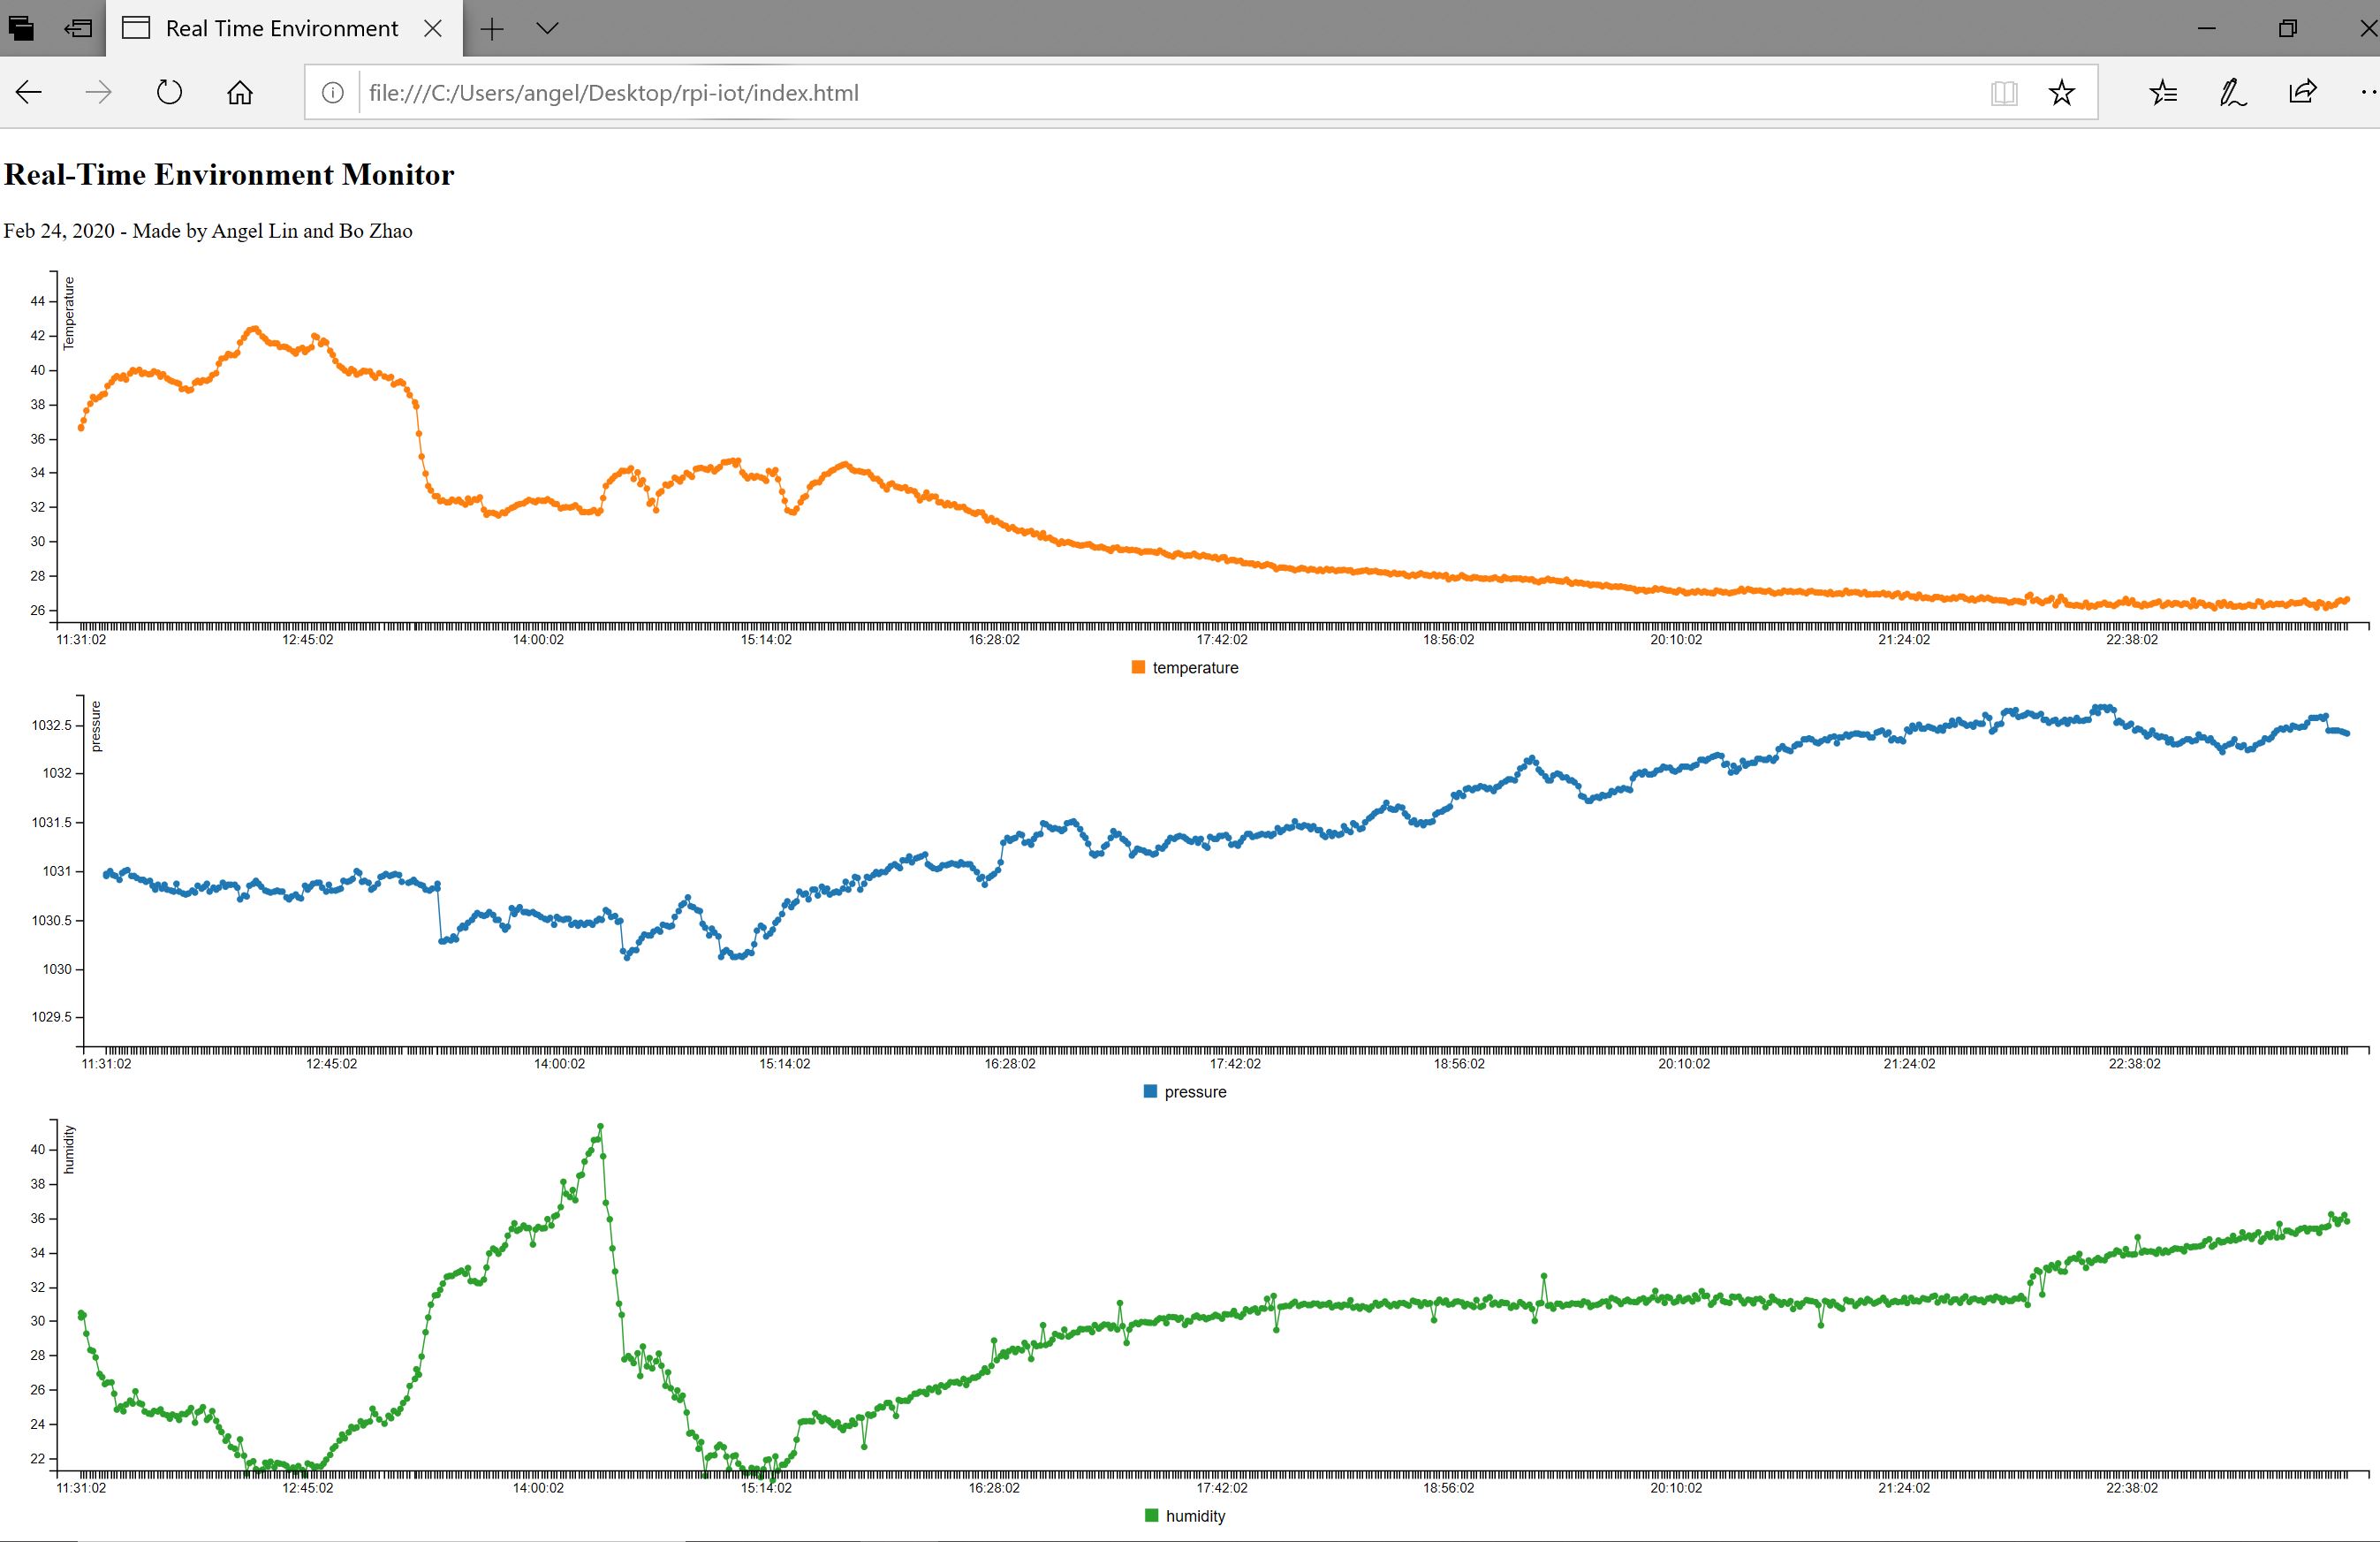 Real Time Environment
file:///C:/Users/angel/Desktop/rpi-iot/index.html
Real-Time Environment Monitor
Feb 24, 2020 - Made by Angel Lin and Bo Zhao
Temperature
44
42
40
38
36
34
32
30
28
26
11:31:02 12:45:02 14:00:02 15:14:02 16:28:02 17:42:02 18:56:02 20:10:02 21:24:02 22:38:02
temperature
pressure
1032.5
1032
1031.5
1031
1030.5
1030
1029.5
11:31:02 12:45:02 14:00:02 15:14:02 16:28:02 17:42:02 18:56:02 20:10:02 21:24:02 22:38:02
pressure
humidity
40
38
36
34
32
30
28
26
24
22
11:31:02 12:45:02 14:00:02 15:14:02 16:28:02 17:42:02 18:56:02 20:10:02 21:24:02 22:38:02
humidity